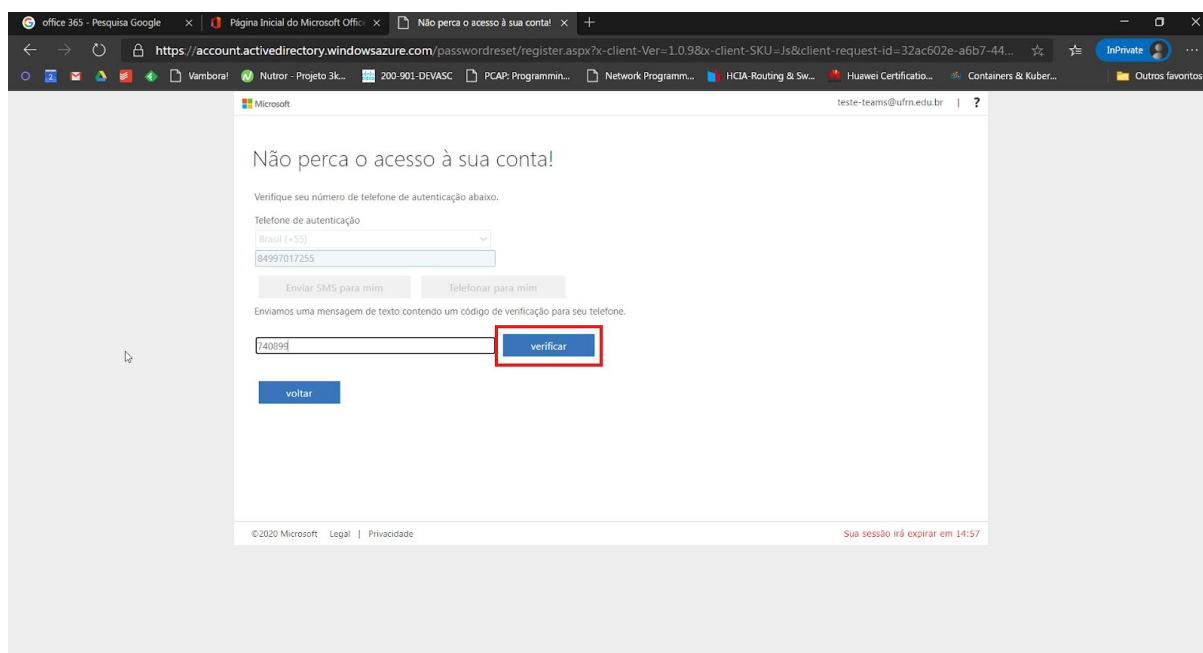 office 365 - Pesquisa Google
Página Inicial do Microsoft Office
Não perca o acesso à sua conta!
https://account.activedirectory.windowsazure.com/passwordreset/register.aspx?x-client-Ver=1.0.9&x-client-SKU=Js&client-request-id=32ac602e-a6b7-44...
InPrivate
Vambora!
Nutror - Projeto 3k...
200-901-DEVASC
PCAP: Programmin...
Network Programm...
HCIA-Routing & Sw...
Huawei Certificatio...
Containers & Kuber...
Outros favoritos
Microsoft
teste-teams@ufrn.edu.br | ?
Não perca o acesso à sua conta!
Verifique seu número de telefone de autenticação abaixo.
Telefone de autenticação
Brasil (+55)
84997017255
Enviar SMS para mim
Telefonar para mim
Enviamos uma mensagem de texto contendo um código de verificação para seu telefone.
740899
verificar
voltar
©2020 Microsoft Legal | Privacidade
Sua sessão irá expirar em 14:57